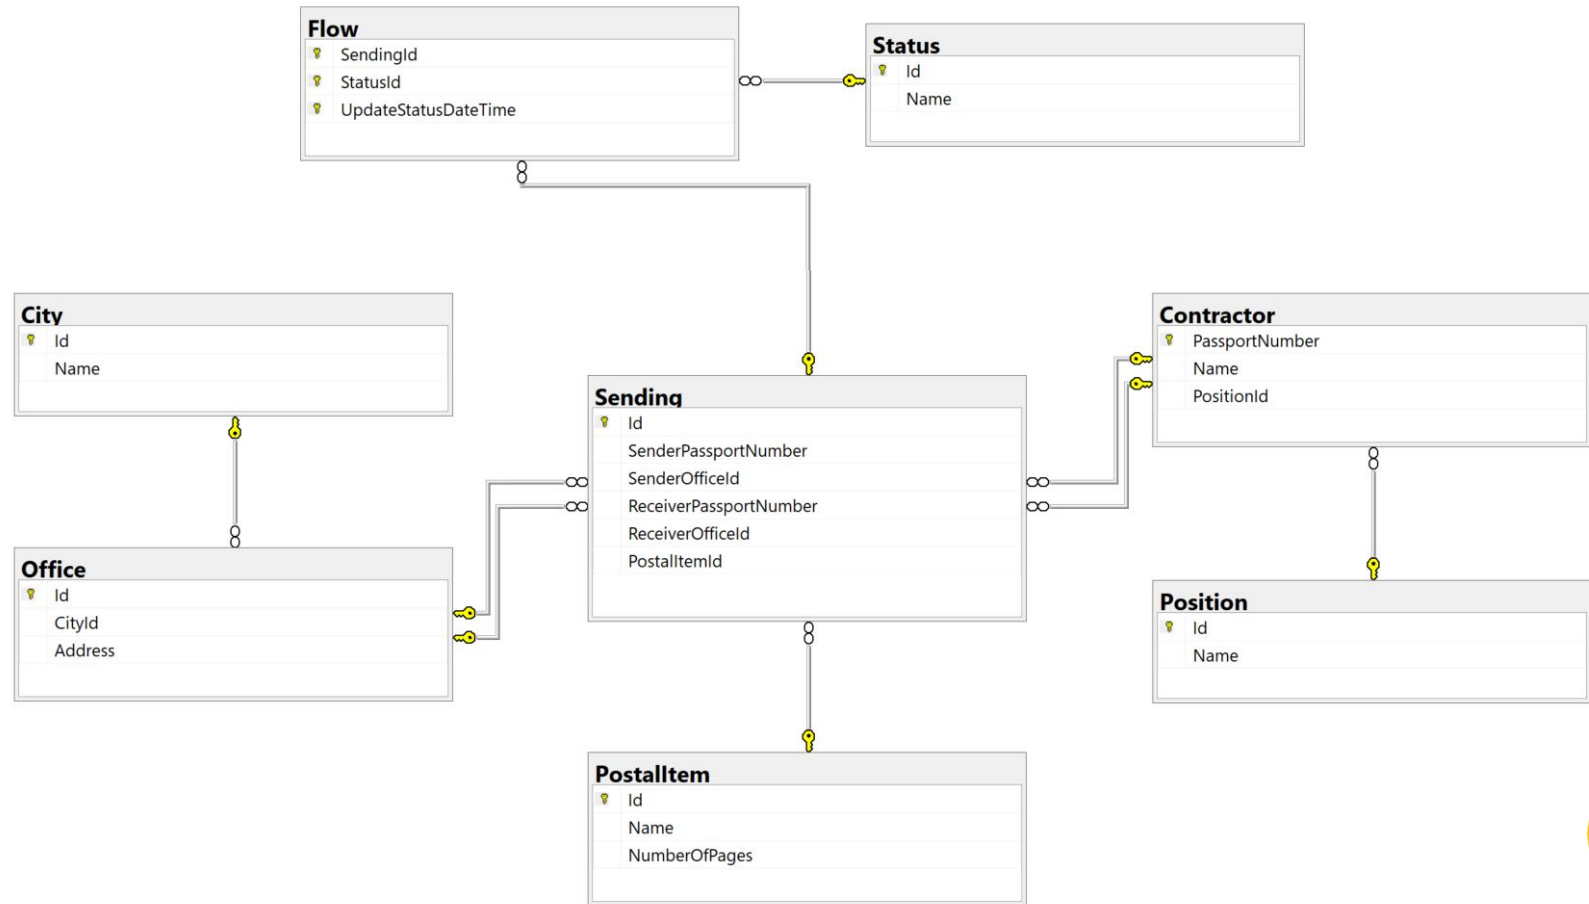 Flow
SendingId
StatusId
UpdateStatusDateTime
Status
Id
Name
City
Id
Name
Contractor
PassportNumber
Name
PositionId
Sending
Id
SenderPassportNumber
SenderOfficeId
ReceiverPassportNumber
ReceiverOfficeId
PostalItemId
Office
Id
CityId
Address
Position
Id
Name
PostalItem
Id
Name
NumberOfPages